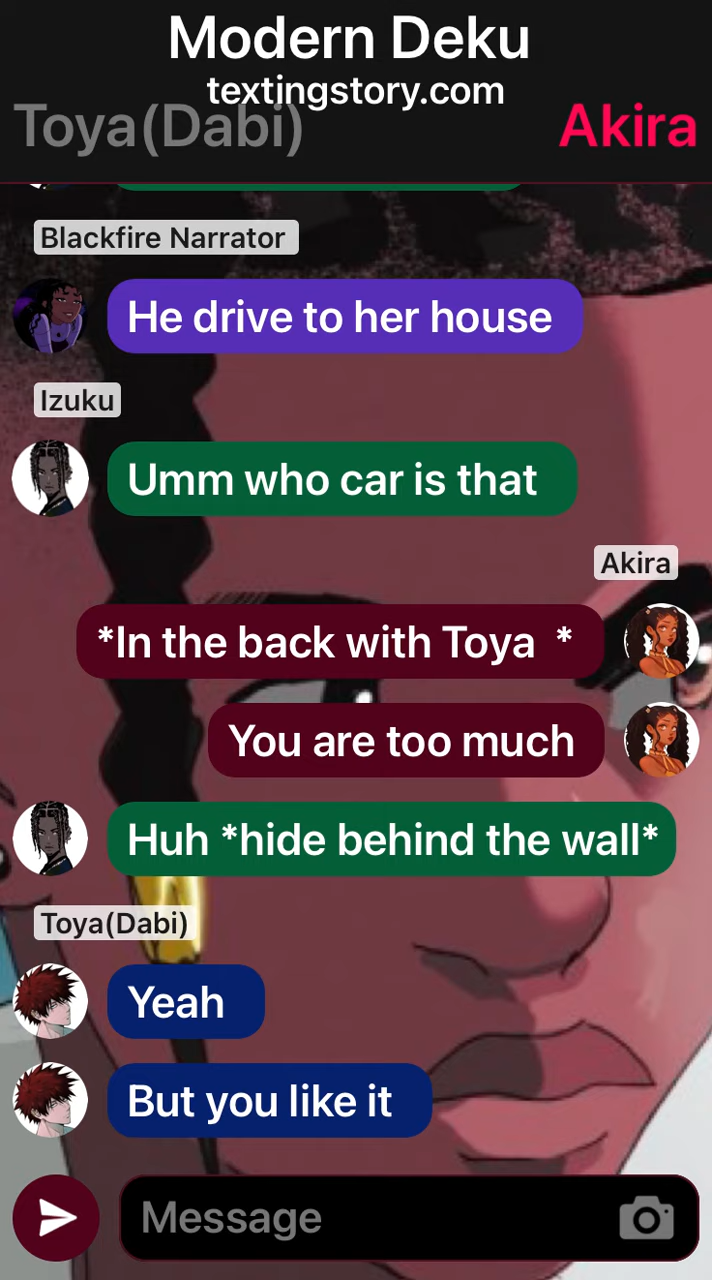 Modern Deku
textingstory.com
Toya(Dabi)
Akira
Blackfire Narrator
He drive to her house
Izuku
Umm who car is that
Akira
*In the back with Toya  *
You are too much
Huh *hide behind the wall*
Toya(Dabi)
Yeah
But you like it
Message